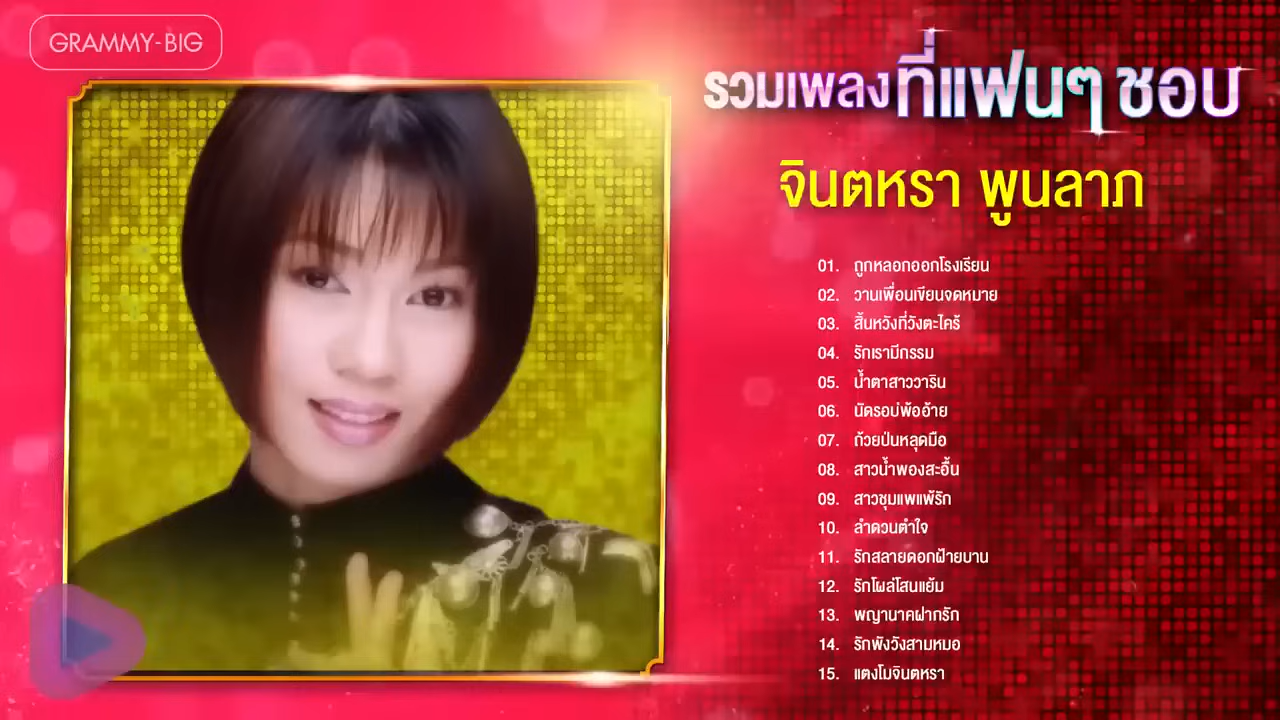 GRAMMY-BIG
รวมเพลงที่แฟนๆ ชอบ
จินตหรา พูนลาภ
01. ถูกหลอกออกโรงเรียน
02. วานเพื่อนเขียนจดหมาย
03. สิ้นหวังที่วังตะไคร้
04. รักเรามีกรรม
05. น้ำตาสาววาริน
06. นัดรอบ่พ้ออ้าย
07. ถ้วยป่นหลุดมือ
08. สาวน้ำพองสะอื้น
09. สาวชุมแพแพ้รัก
10. ลำดวนตำใจ
11. รักสลายดอกฝ้ายบาน
12. รักโผล่โสนแย้ม
13. พญานาคฝากรัก
14. รักพังวังสามหมอ
15. แตงโมจินตหรา